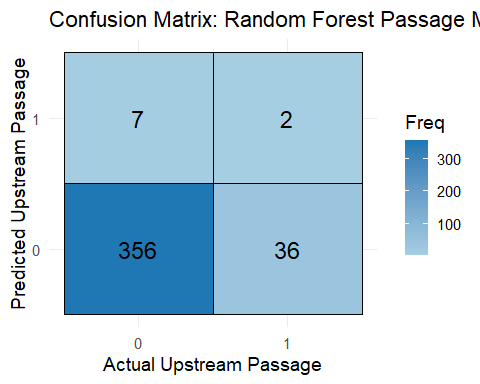 Confusion Matrix: Random Forest Passage M
Predicted Upstream Passage
1
0
7
2
356
36
0
1
Actual Upstream Passage
Freq
300
200
100